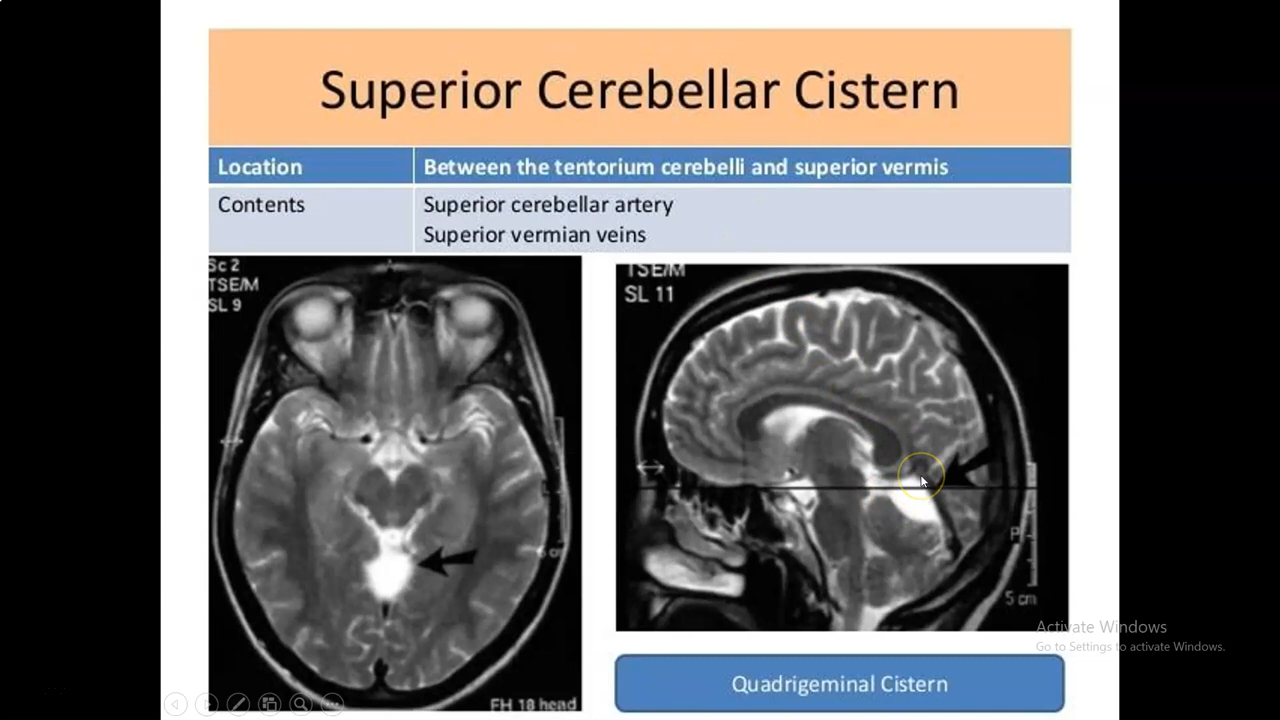 Superior Cerebellar Cistern
Location
Between the tentorium cerebelli and superior vermis
Contents
Superior cerebellar artery
Superior vermian veins
Sc 2
TSE/M
SL 9
FH 18 head
TSE/M
SL 11
P
5 cm
Activate Windows
Go to Settings to activate Windows.
Quadrigeminal Cistern